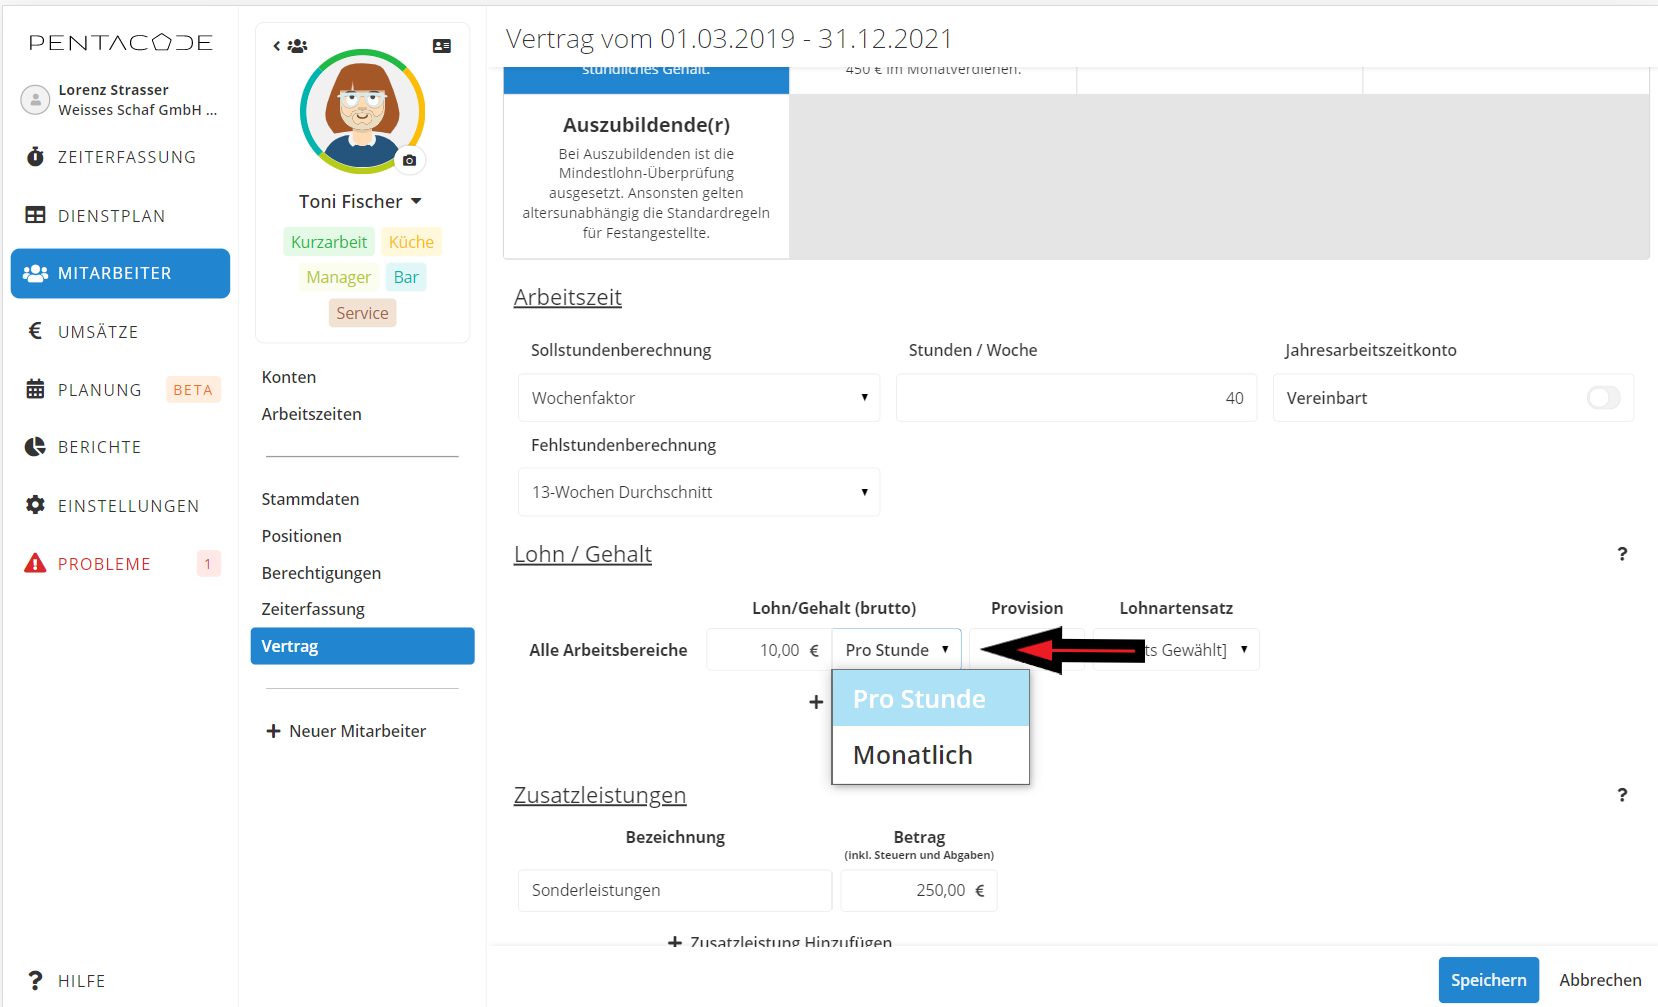 PENTACODE
Lorenz Strasser
Weisses Schaf GmbH ...
ZEITERFASSUNG
DIENSTPLAN
MITARBEITER
UMSÄTZE
PLANUNG BETA
BERICHTE
EINSTELLUNGEN
PROBLEME 1
HILFE
Toni Fischer
Kurzarbeit Küche
Manager Bar
Service
Konten
Arbeitszeiten
Stammdaten
Positionen
Berechtigungen
Zeiterfassung
Vertrag
+ Neuer Mitarbeiter
Vertrag vom 01.03.2019 - 31.12.2021
stündliches Gehalt.
450 € im Monatverdienen.
Auszubildende(r)
Bei Auszubildenden ist die
Mindestlohn-Überprüfung
ausgesetzt. Ansonsten gelten
altersunabhängig die Standardregeln
für Festangestellte.
Arbeitszeit
Sollstundenberechnung Stunden / Woche Jahresarbeitszeitkonto
Wochenfaktor 40 Vereinbart
Fehlstundenberechnung
13-Wochen Durchschnitt
Lohn / Gehalt ?
Lohn/Gehalt (brutto) Provision Lohnartensatz
Alle Arbeitsbereiche 10,00 € Pro Stunde ts Gewählt]
+ Pro Stunde
Monatlich
Zusatzleistungen ?
Bezeichnung Betrag
(inkl. Steuern und Abgaben)
Sonderleistungen 250,00 €
+ Zusatzleistung Hinzufügen
Speichern Abbrechen